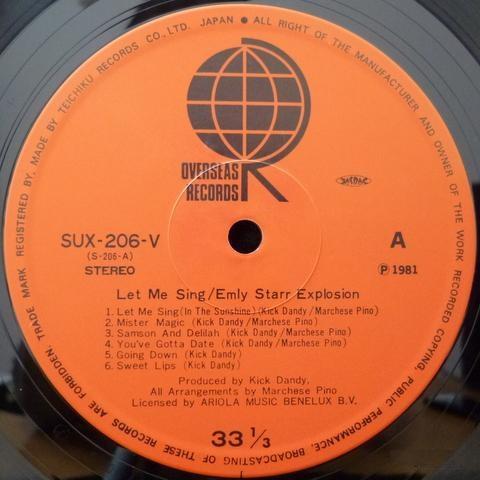 TRADE MARK REGISTERED BY, MADE BY TEICHIKU RECORDS CO., LTD. JAPAN ● ALL RIGHT OF THE MANUFACTURER AND OWNER OF THE WORK RECORDED COPYING, PUBLIC PERFORMANCE, BROADCASTING OF THESE RECORDS ARE FORBIDDEN.
OVERSEAS
RECORDS
SUX-206-V
(S-206-A)
STEREO
A
Ⓟ 1981
Let Me Sing/Emly Starr Explosion
1. Let Me Sing(In The Sunshine)(Kick Dandy/Marchese Pino)
2. Mister Magic (Kick Dandy/Marchese Pino)
3. Samson And Delilah (Kick Dandy/Marchese Pino)
4. You've Gotta Date (Kick Dandy/Marchese Pino)
5. Going Down (Kick Dandy)
6. Sweet Lips (Kick Dandy)
Produced by Kick Dandy,
All Arrangements by Marchese Pino
Licensed by ARIOLA MUSIC BENELUX B.V.
33 1/3